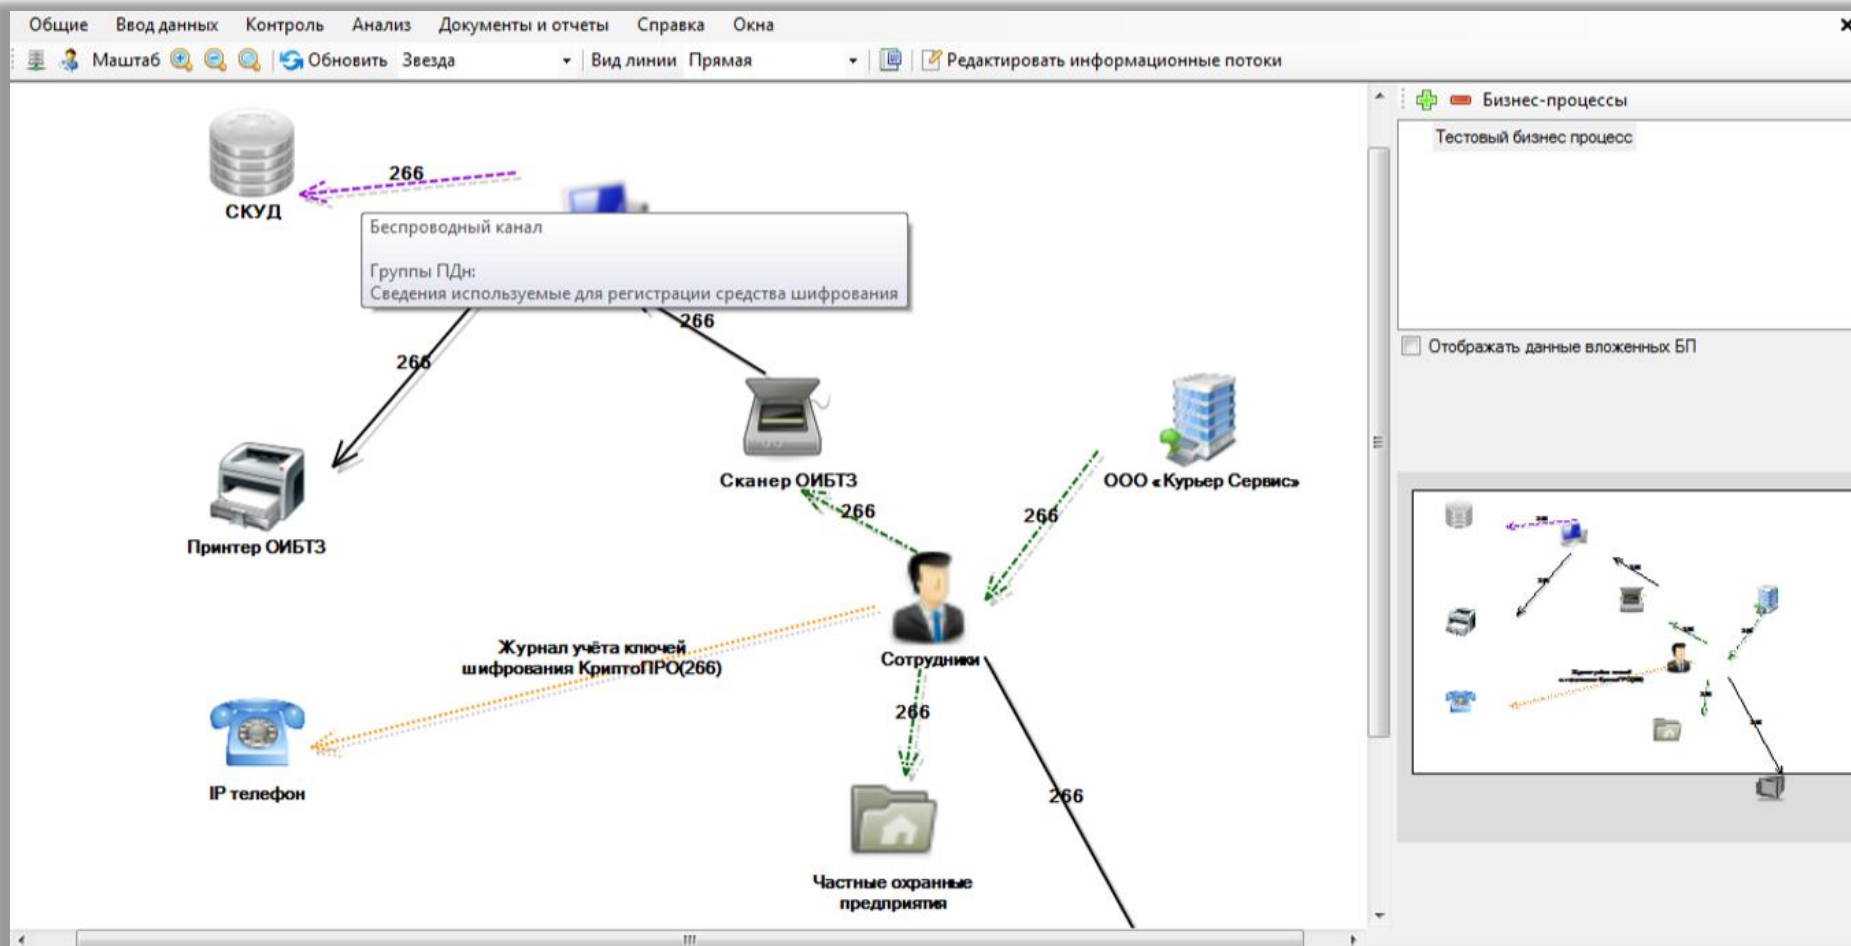 Общие Ввод данных Контроль Анализ Документы и отчеты Справка Окна
Маштаб Обновить Звезда Вид линии Прямая Редактировать информационные потоки
Бизнес-процессы
Тестовый бизнес процесс
Отображать данные вложенных БП
266
СКУД
Беспроводный канал
Группы ПДн:
Сведения используемые для регистрации средства шифрования
266
266
Сканер ОИБТЗ
ООО «Курьер Сервис»
266
266
Принтер ОИБТЗ
Журнал учёта ключей
шифрования КриптоПРО(266)
Сотрудники
266
IP телефон
266
Частные охранные
предприятия